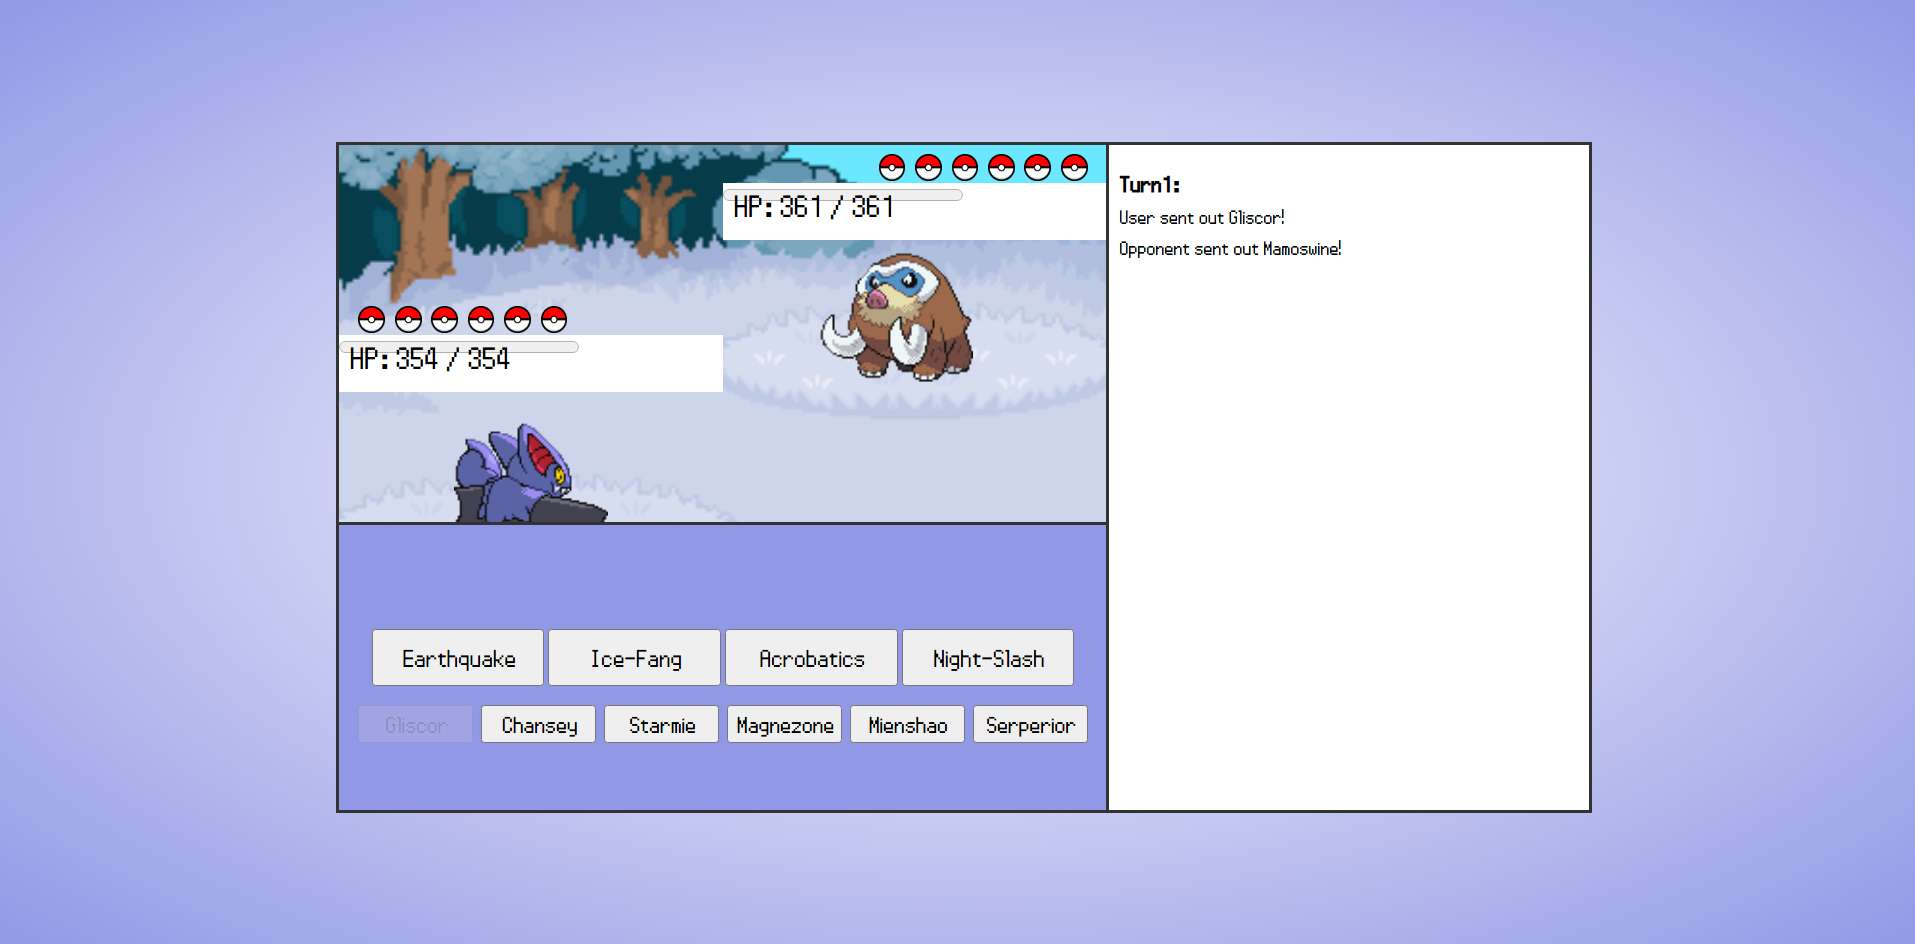 HP: 361 / 361
HP: 354 / 354
Earthquake
Ice-Fang
Acrobatics
Night-Slash
Gliscor
Chansey
Starmie
Magnezone
Mienshao
Serperior
Turn1:
User sent out Gliscor!
Opponent sent out Mamoswine!